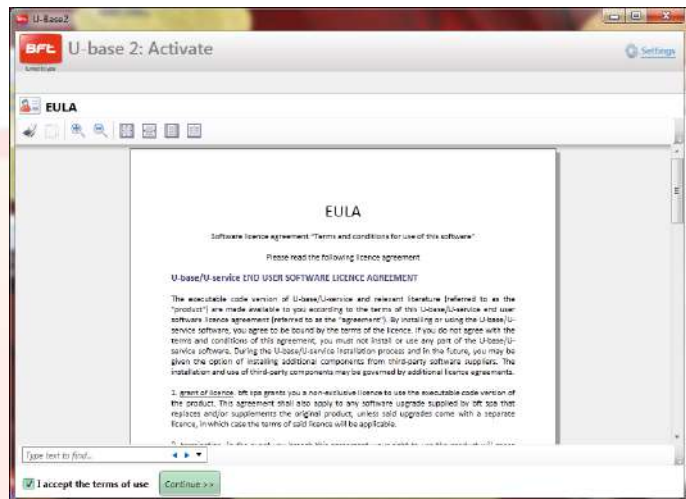 U-Base2
BFT U-base 2: Activate
Settings
EULA
EULA
Software licence agreement "Terms and conditions for use of this software"
Please read the following licence agreement
U-base/U-service END USER SOFTWARE LICENCE AGREEMENT
The executable code version of U-base/U-service and relevant literature (referred to as the
"product") are made available to you according to the terms of this U-base/U-service end user
software licence agreement (referred to as the "agreement"). By installing or using the U-base/U-
service software, you agree to be bound by the terms of the licence. If you do not agree with the
terms and conditions of this agreement, you must not install or use any part of the U-base/U-
service software. During the U-base/U-service installation process and in the future, you may be
given the option of installing additional components from third-party software suppliers. The
installation and use of third-party components may be governed by additional licence agreements.
1. grant of licence. bft spa grants you a non-exclusive licence to use the executable code version of
the product. This agreement shall also apply to any software upgrade supplied by bft spa that
replaces and/or supplements the original product, unless said upgrades come with a separate
licence, in which case the terms of said licence will be applicable.
Type text to find...
I accept the terms of use
Continue >>